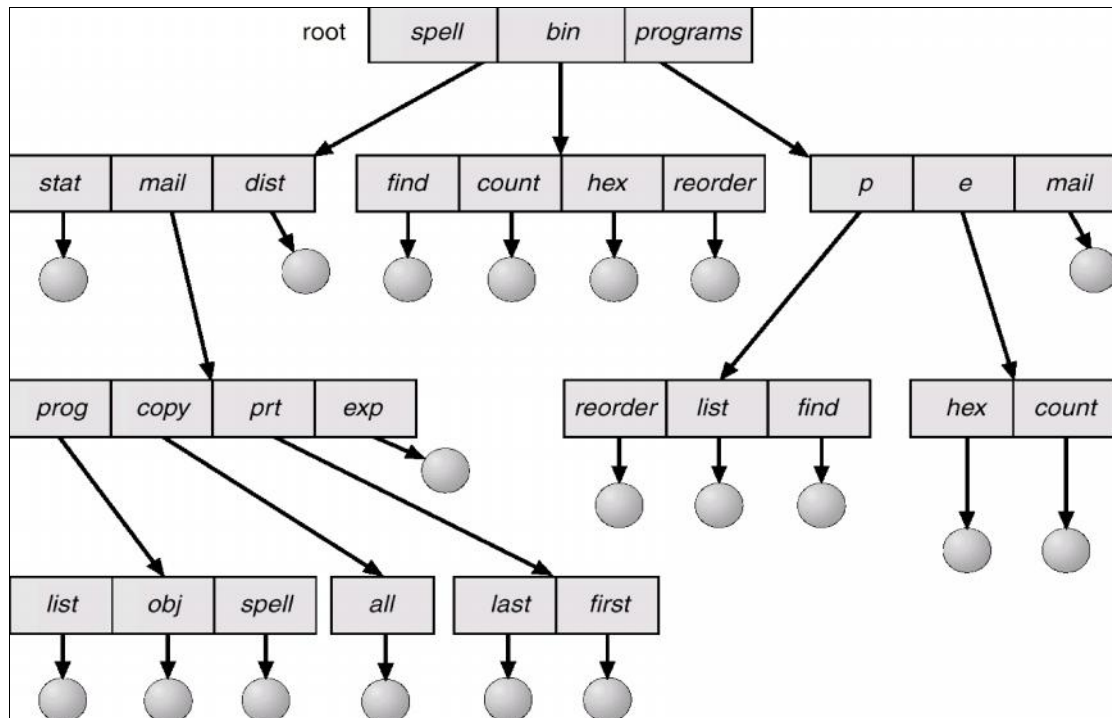 root spell bin programs
stat mail dist find count hex reorder p e mail
prog copy prt exp reorder list find hex count
list obj spell all last first